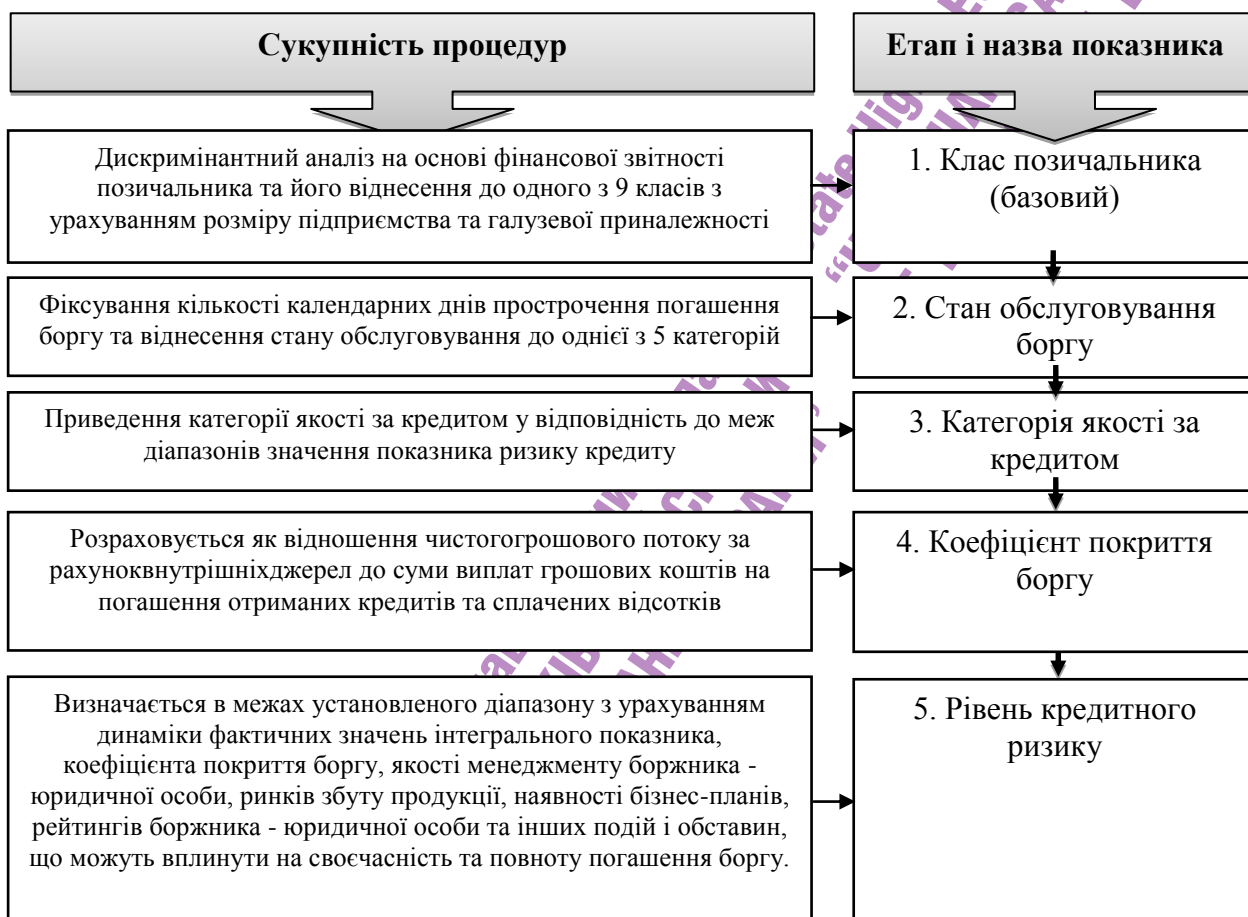 Сукупність процедур
Етап і назва показника
Дискримінантний аналіз на основі фінансової звітності
позичальника та його віднесення до одного з 9 класів з
урахуванням розміру підприємства та галузевої приналежності
1. Клас позичальника
(базовий)
Фіксування кількості календарних днів прострочення погашення
боргу та віднесення стану обслуговування до однієї з 5 категорій
2. Стан обслуговування
боргу
Приведення категорії якості за кредитом у відповідність до меж
діапазонів значення показника ризику кредиту
3. Категорія якості за
кредитом
Розраховується як відношення чистогогрошового потоку за
рахуноквнутрішніхджерел до суми виплат грошових коштів на
погашення отриманих кредитів та сплачених відсотків
4. Коефіцієнт покриття
боргу
Визначається в межах установленого діапазону з урахуванням
динаміки фактичних значень інтегрального показника,
коефіцієнта покриття боргу, якості менеджменту боржника -
юридичної особи, ринків збуту продукції, наявності бізнес-планів,
рейтингів боржника - юридичної особи та інших подій і обставин,
що можуть вплинути на своєчасність та повноту погашення боргу.
5. Рівень кредитного
ризику